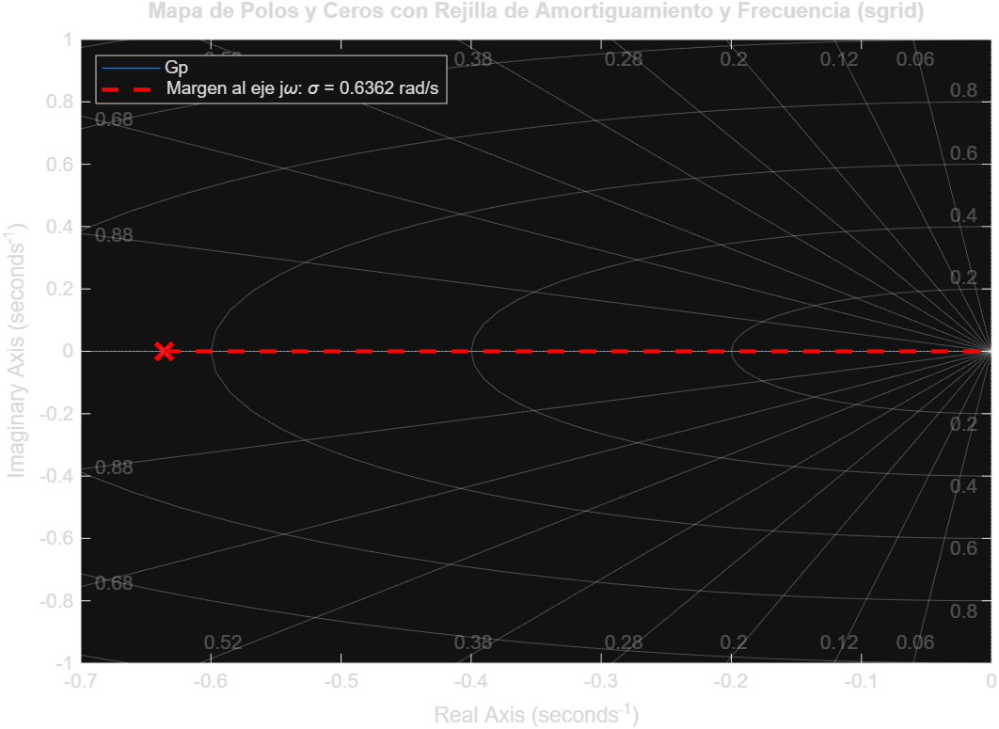 Mapa de Polos y Ceros con Rejilla de Amortiguamiento y Frecuencia (sgrid)
Gp
Margen al eje jω: σ = 0.6362 rad/s
0.52 0.38 0.28 0.2 0.12 0.06
0.68
0.88
0.88
0.68
0.52 0.38 0.28 0.2 0.12 0.06
0.8
0.6
0.4
0.2
0.2
0.4
0.6
0.8
1
0.8
0.6
0.4
0.2
0
-0.2
-0.4
-0.6
-0.8
-1
-0.7 -0.6 -0.5 -0.4 -0.3 -0.2 -0.1 0
Imaginary Axis (seconds⁻¹)
Real Axis (seconds⁻¹)